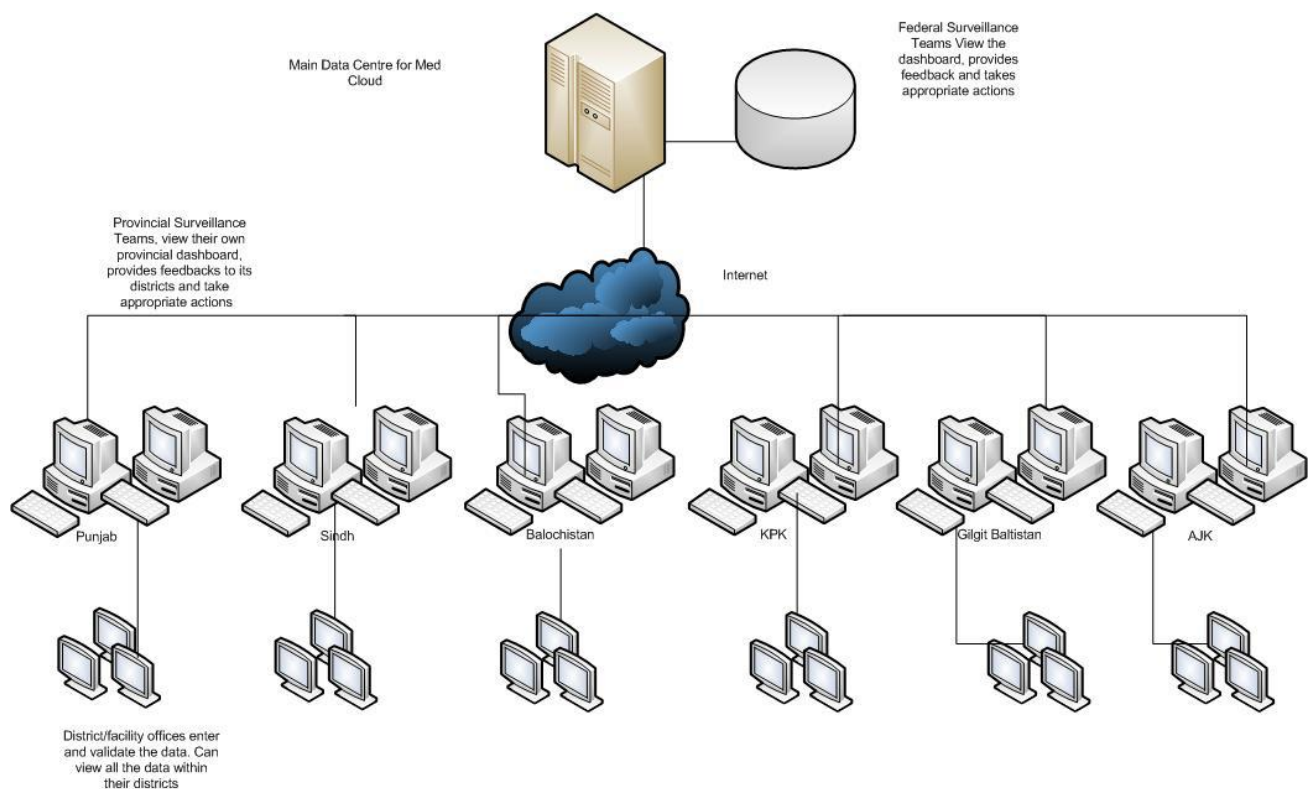 Main Data Centre for Med
Cloud
Federal Surveillance
Teams View the
dashboard, provides
feedback and takes
appropriate actions
Provincial Surveillance
Teams, view their own
provincial dashboard,
provides feedbacks to its
districts and take
appropriate actions
Internet
Punjab
Sindh
Balochistan
KPK
Gilgit Baltistan
AJK
District/facility offices enter
and validate the data. Can
view all the data within
their districts